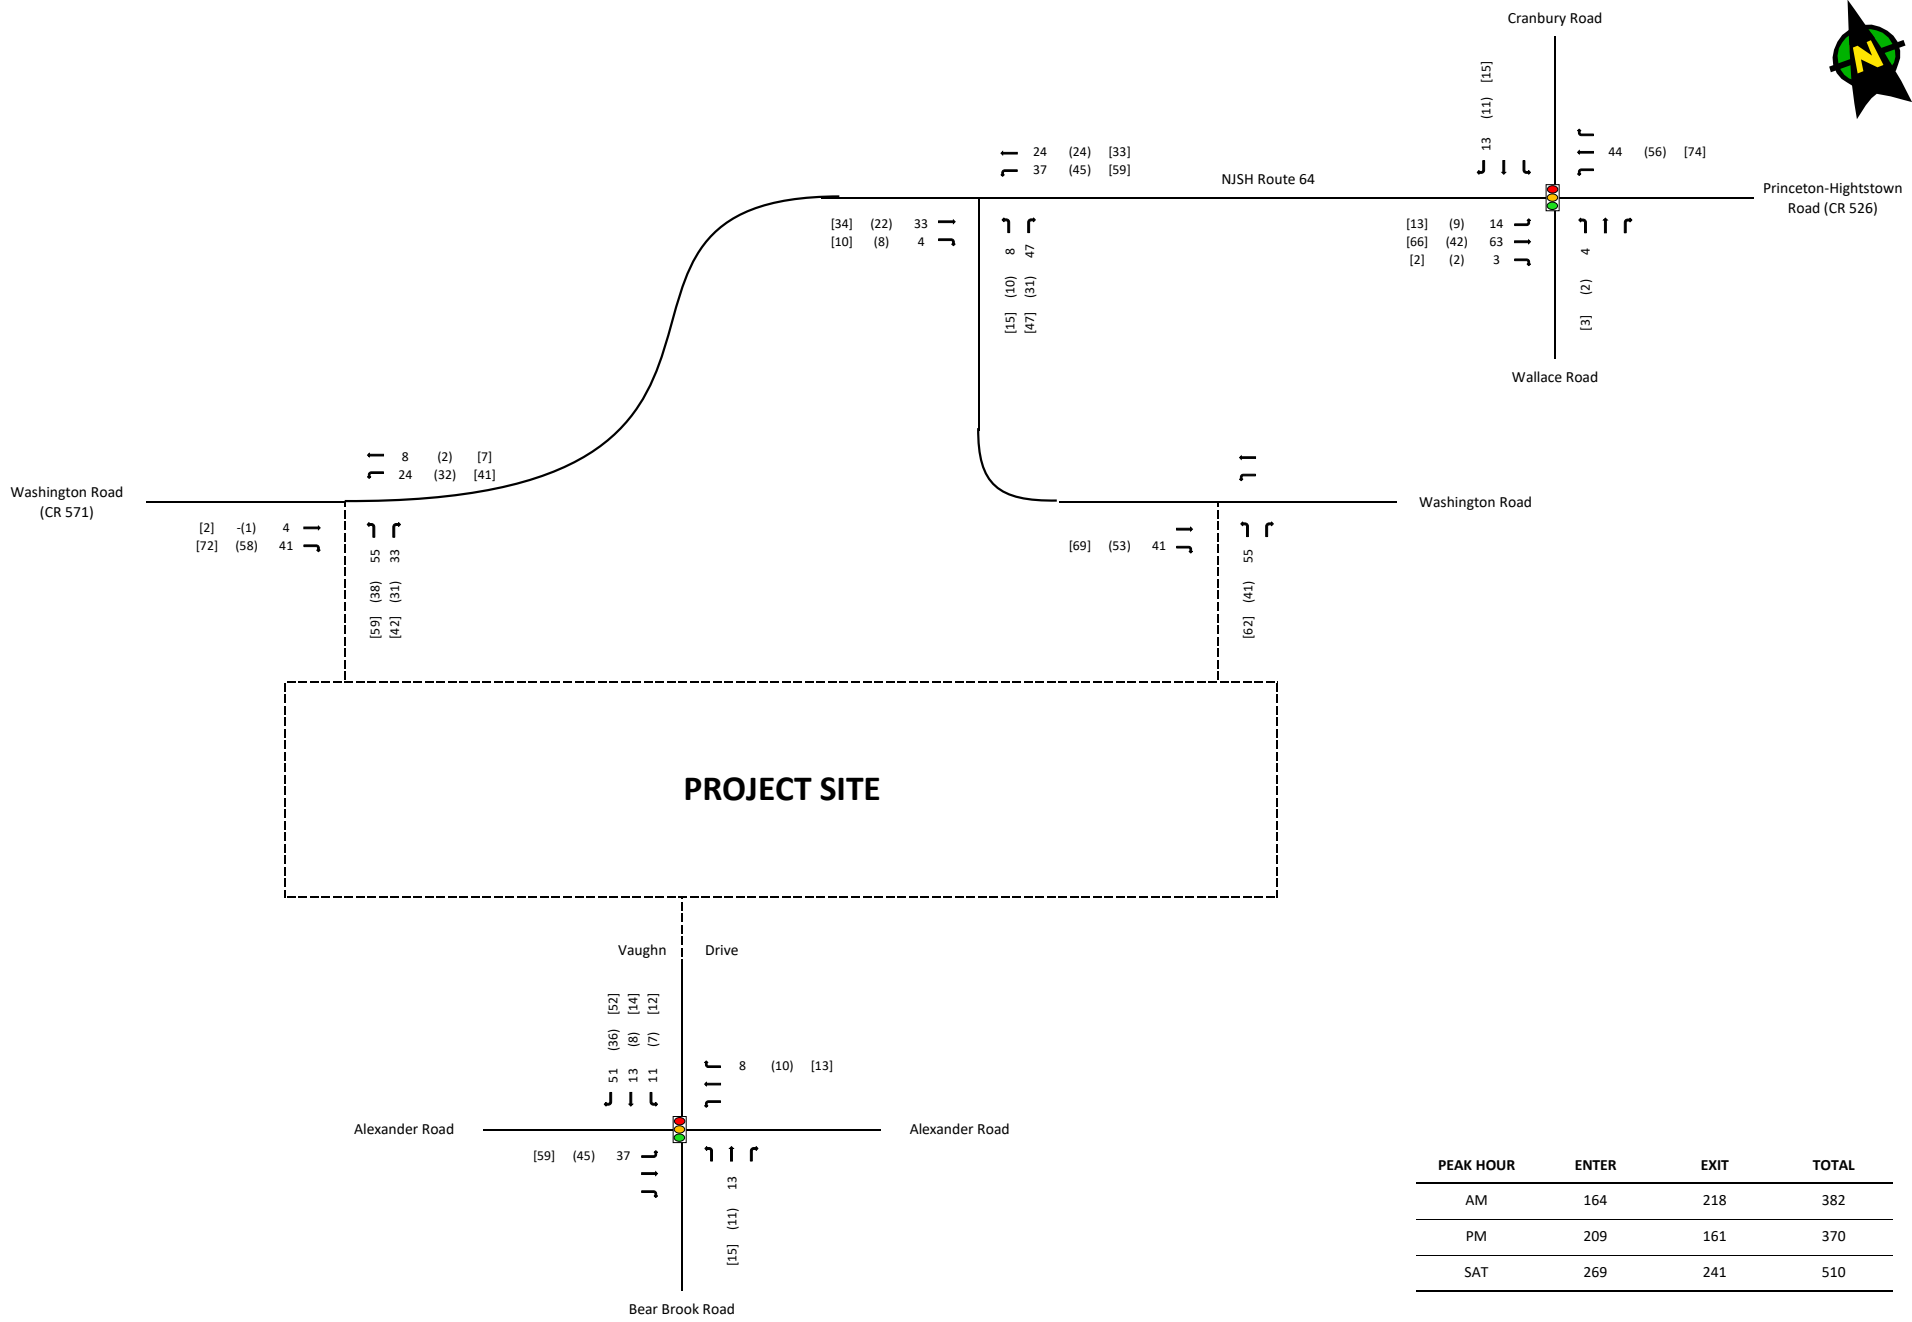 Cranbury Road
N
13 (11) [15]
24 (24) [33]
37 (45) [59]
NJSH Route 64
44 (56) [74]
Princeton-Hightstown
Road (CR 526)
[34] (22) 33
[10] (8) 4
[15] (10) 8
[47] (31) 47
[13] (9) 14
[66] (42) 63
[2] (2) 3
[3] (2) 4
Wallace Road
8 (2) [7]
24 (32) [41]
Washington Road
(CR 571)
[2] -(1) 4
[72] (58) 41
[59] (38) 55
[42] (31) 33
Washington Road
[69] (53) 41
[62] (41) 55
PROJECT SITE
Vaughn Drive
51 (36) [52]
13 (8) [14]
11 (7) [12]
8 (10) [13]
Alexander Road
Alexander Road
[59] (45) 37
[15] (11) 13
Bear Brook Road
PEAK HOUR ENTER EXIT TOTAL
AM 164 218 382
PM 209 161 370
SAT 269 241 510